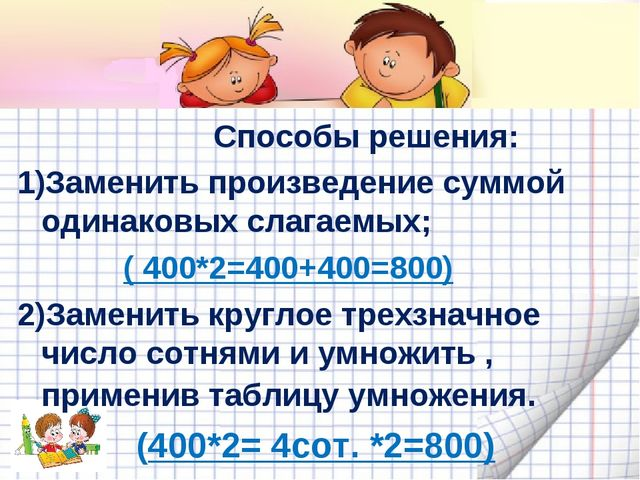 Способы решения:
1)Заменить произведение суммой
одинаковых слагаемых;
( 400*2=400+400=800)
2)Заменить круглое трехзначное
число сотнями и умножить ,
применив таблицу умножения.
(400*2= 4сот. *2=800)